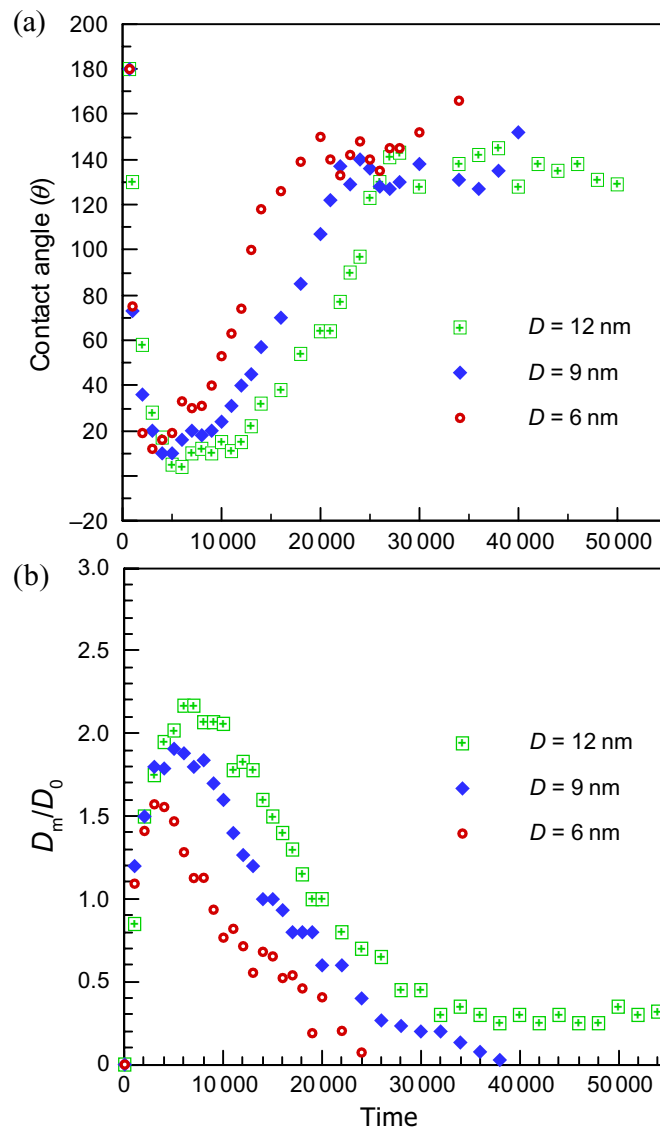 (a)
200
180
160
140
120
100
80
60
40
20
0
–20
Contact angle (θ)
D = 12 nm
D = 9 nm
D = 6 nm
0 10 000 20 000 30 000 40 000 50 000
(b)
3.0
2.5
2.0
1.5
1.0
0.5
0
Dm/D0
D = 12 nm
D = 9 nm
D = 6 nm
0 10 000 20 000 30 000 40 000 50 000
Time